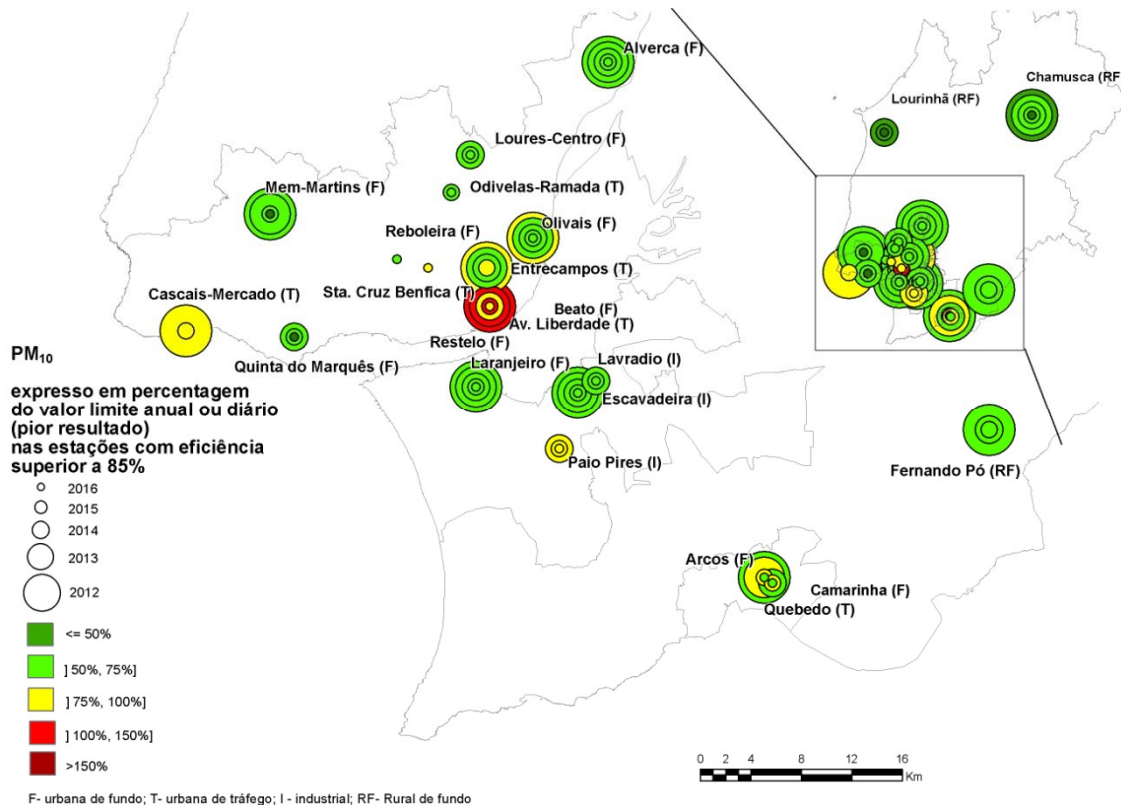 Alverca (F)
Chamusca (RF)
Lourinhã (RF)
Loures-Centro (F)
Mem-Martins (F)
Odivelas-Ramada (T)
Reboleira (F)
Olivais (F)
Entrecampos (T)
Cascais-Mercado (T)
Sta. Cruz Benfica (T)
Beato (F)
Av. Liberdade (T)
Restelo (F)
Quinta do Marquês (F)
Laranjeiro (F)
Lavradio (I)
Escavadeira (I)
Paio Pires (I)
Fernando Pó (RF)
Arcos (F)
Camarinha (F)
Quebedo (T)
PM10
expresso em percentagem
do valor limite anual ou diário
(pior resultado)
nas estações com eficiência
superior a 85%
2016
2015
2014
2013
2012
<= 50%
] 50%, 75%]
] 75%, 100%]
] 100%, 150%]
>150%
0 2 4 8 12 16
Km
F- urbana de fundo; T- urbana de tráfego; I - industrial; RF- Rural de fundo